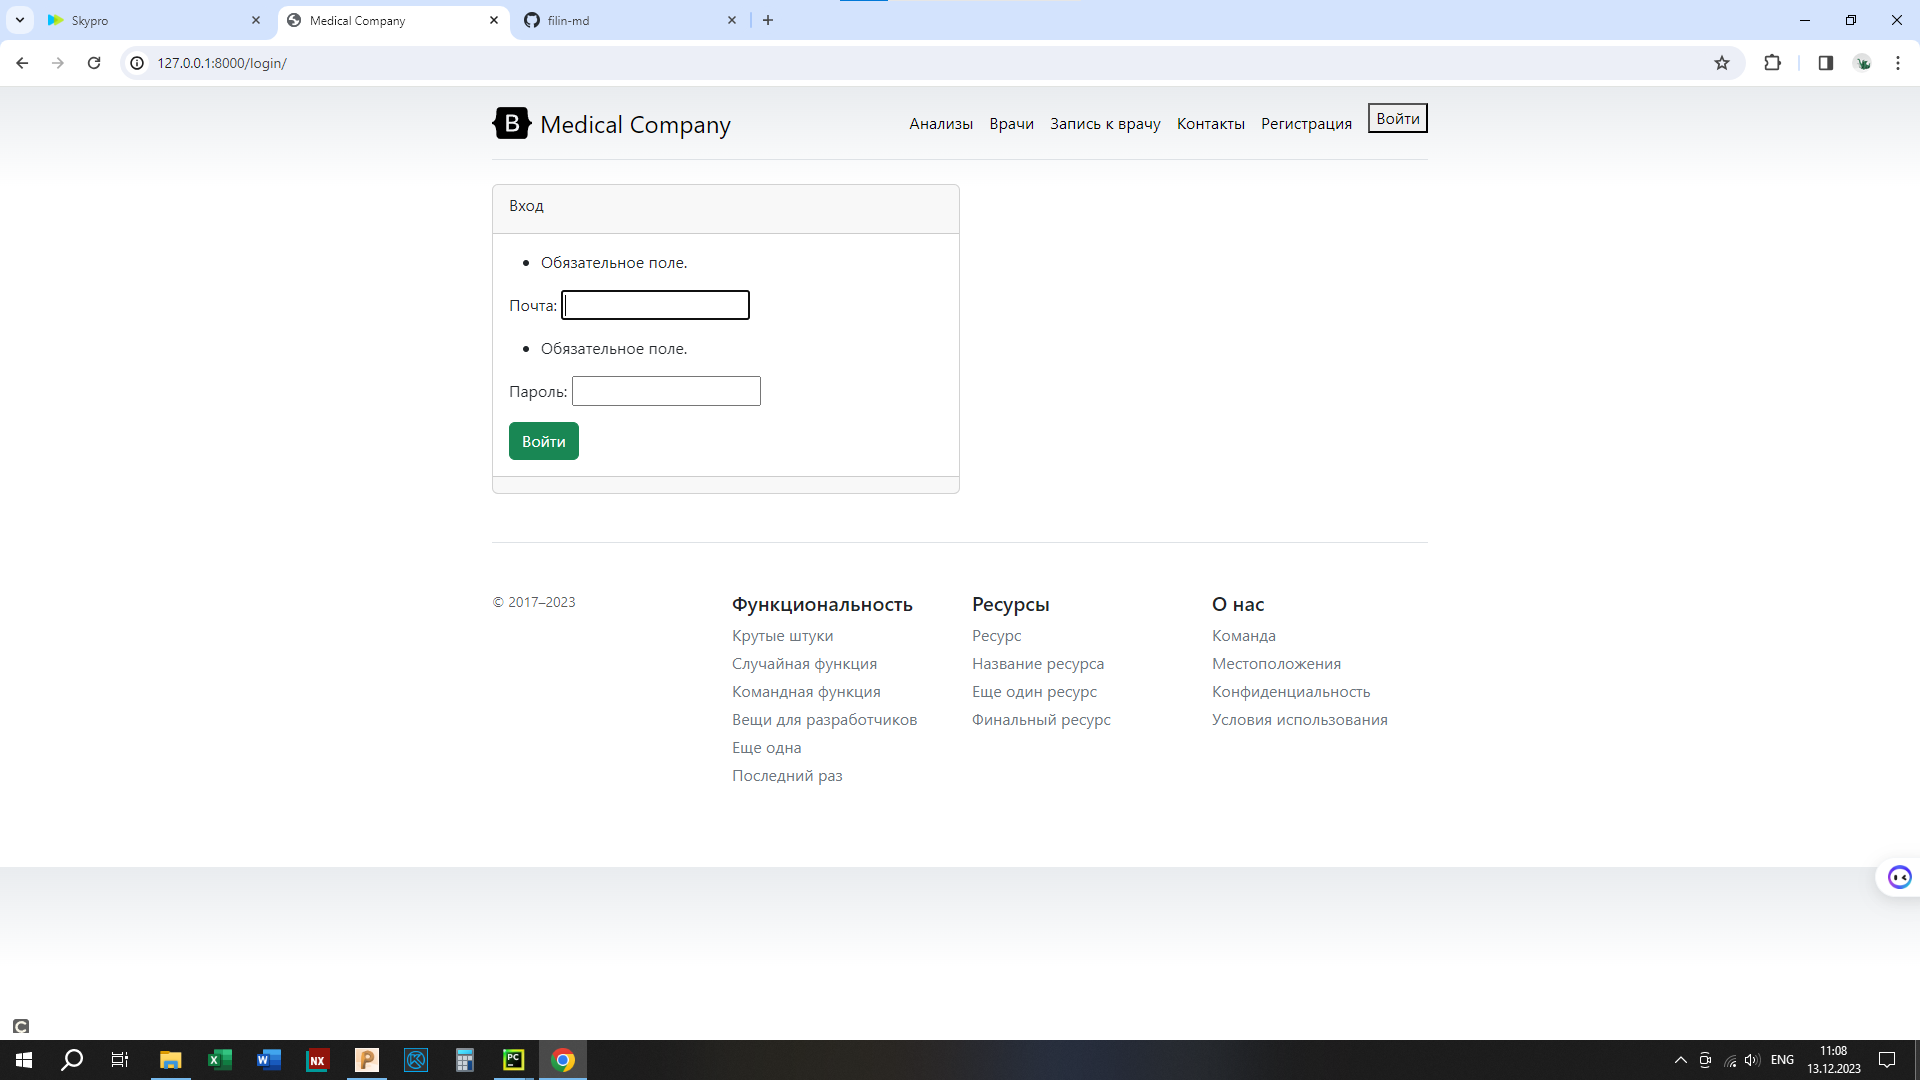 Skypro
Medical Company
filin-md
127.0.0.1:8000/login/
B Medical Company
Анализы Врачи Запись к врачу Контакты Регистрация Войти
Вход
Обязательное поле.
Почта:
Обязательное поле.
Пароль:
Войти
© 2017–2023
Функциональность
Крутые штуки
Случайная функция
Командная функция
Вещи для разработчиков
Еще одна
Последний раз
Ресурсы
Ресурс
Название ресурса
Еще один ресурс
Финальный ресурс
О нас
Команда
Местоположения
Конфиденциальность
Условия использования
C
NX
P
PC
ENG
11:08
13.12.2023